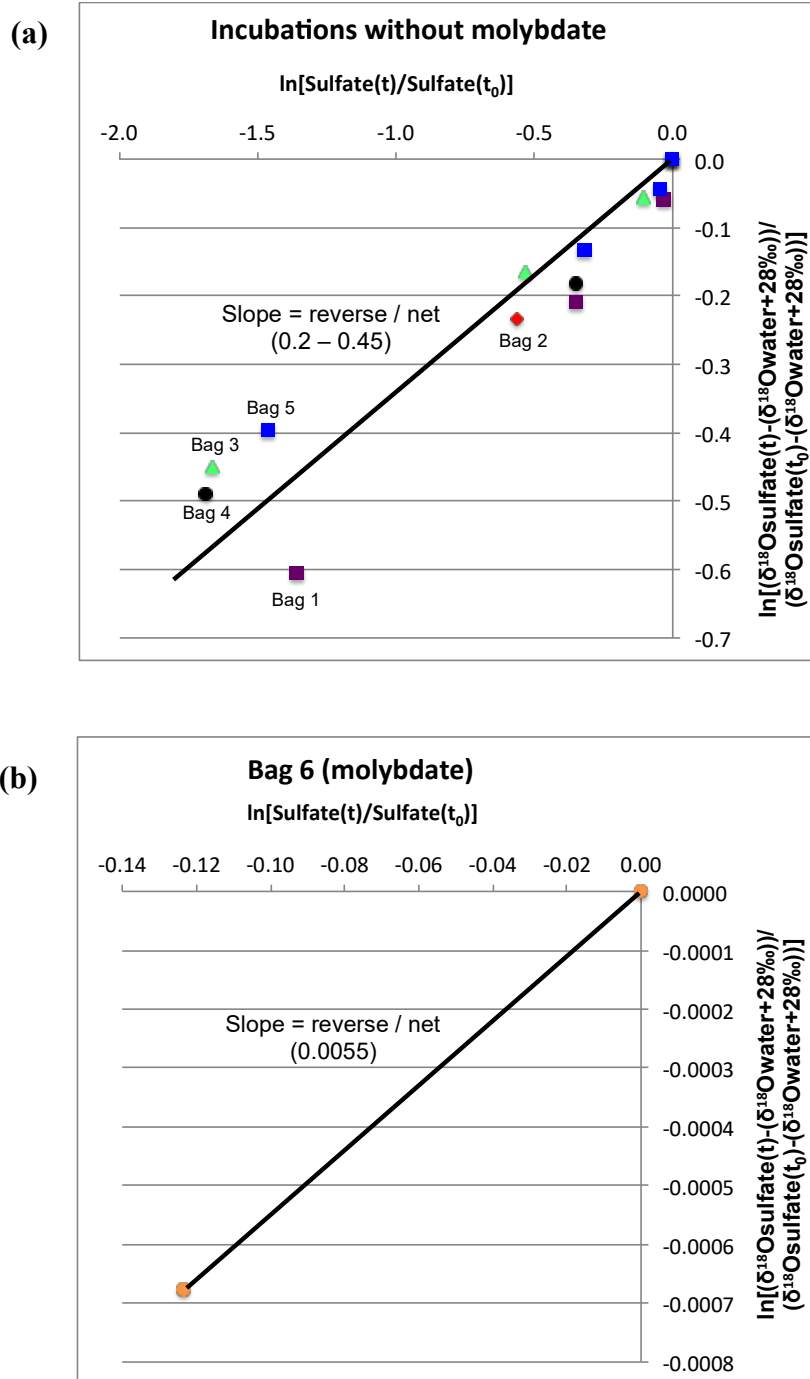 (a)
Incubations without molybdate
ln[Sulfate(t)/Sulfate(t₀)]
-2.0 -1.5 -1.0 -0.5 0.0
0.0
-0.1
-0.2
-0.3
-0.4
-0.5
-0.6
-0.7
Slope = reverse / net
(0.2 – 0.45)
Bag 2
Bag 5
Bag 3
Bag 4
Bag 1
ln[(δ¹⁸Osulfate(t)-(δ¹⁸Owater+28‰))/
(δ¹⁸Osulfate(t₀)-(δ¹⁸Owater+28‰))]
(b)
Bag 6 (molybdate)
ln[Sulfate(t)/Sulfate(t₀)]
-0.14 -0.12 -0.10 -0.08 -0.06 -0.04 -0.02 0.00
0.0000
-0.0001
-0.0002
-0.0003
-0.0004
-0.0005
-0.0006
-0.0007
-0.0008
Slope = reverse / net
(0.0055)
ln[(δ¹⁸Osulfate(t)-(δ¹⁸Owater+28‰))/
(δ¹⁸Osulfate(t₀)-(δ¹⁸Owater+28‰))]